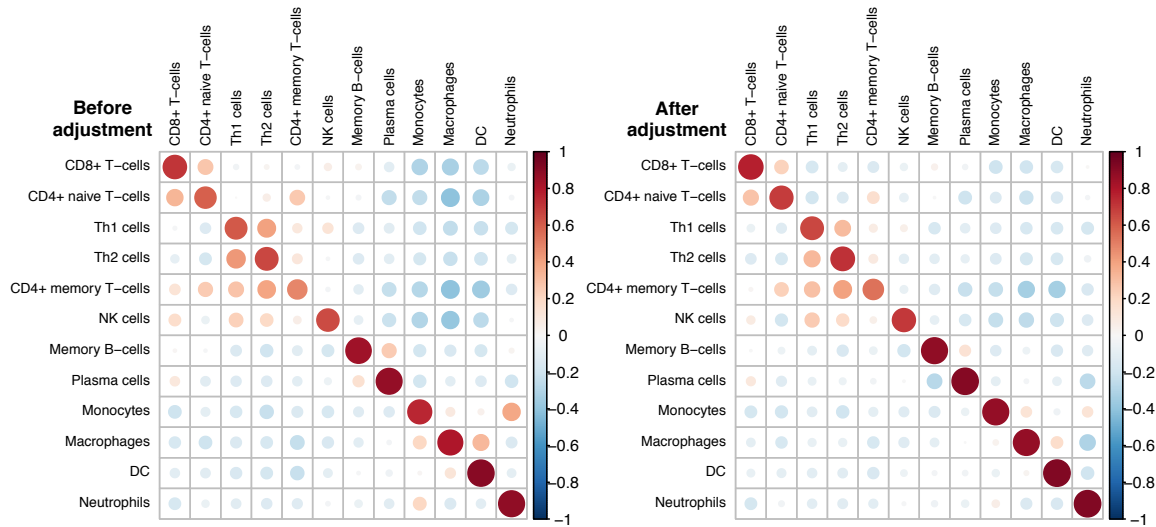 Before
adjustment
CD8+ T−cells
CD4+ naive T−cells
Th1 cells
Th2 cells
CD4+ memory T−cells
NK cells
Memory B−cells
Plasma cells
Monocytes
Macrophages
DC
Neutrophils
CD8+ T−cells
CD4+ naive T−cells
Th1 cells
Th2 cells
CD4+ memory T−cells
NK cells
Memory B−cells
Plasma cells
Monocytes
Macrophages
DC
Neutrophils
1
0.8
0.6
0.4
0.2
0
−0.2
−0.4
−0.6
−0.8
−1
After
adjustment
CD8+ T−cells
CD4+ naive T−cells
Th1 cells
Th2 cells
CD4+ memory T−cells
NK cells
Memory B−cells
Plasma cells
Monocytes
Macrophages
DC
Neutrophils
CD8+ T−cells
CD4+ naive T−cells
Th1 cells
Th2 cells
CD4+ memory T−cells
NK cells
Memory B−cells
Plasma cells
Monocytes
Macrophages
DC
Neutrophils
1
0.8
0.6
0.4
0.2
0
−0.2
−0.4
−0.6
−0.8
−1